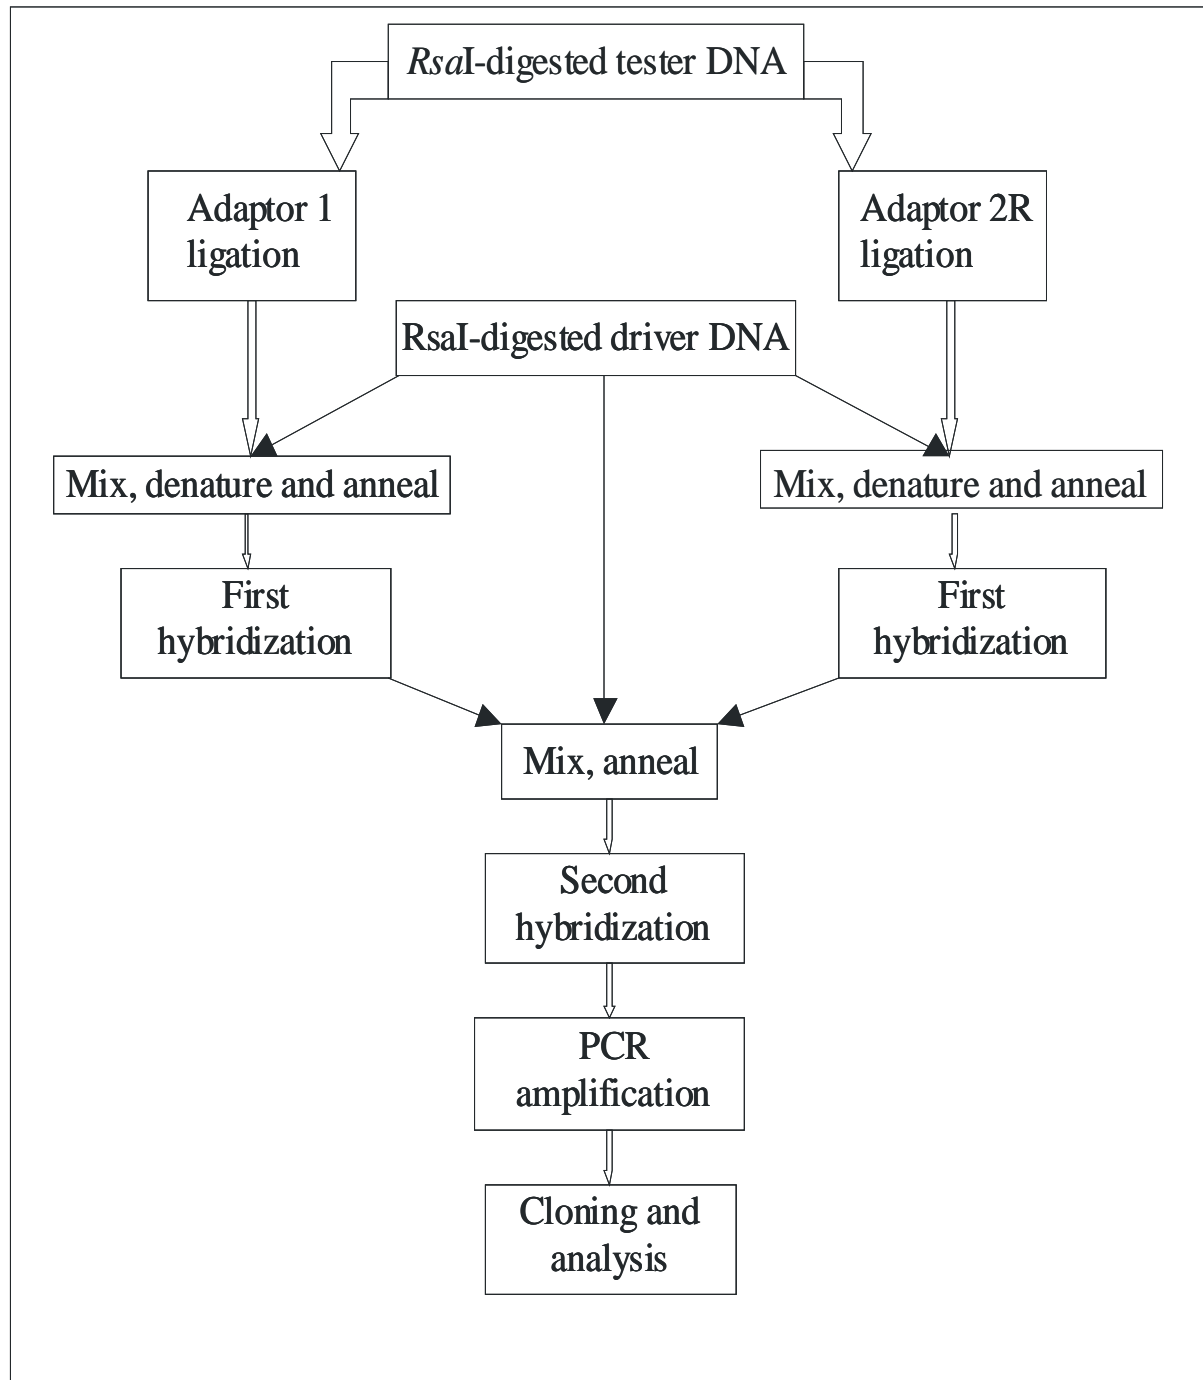 RsaI-digested tester DNA
Adaptor 1
ligation
Adaptor 2R
ligation
RsaI-digested driver DNA
Mix, denature and anneal
Mix, denature and anneal
First
hybridization
First
hybridization
Mix, anneal
Second
hybridization
PCR
amplification
Cloning and
analysis